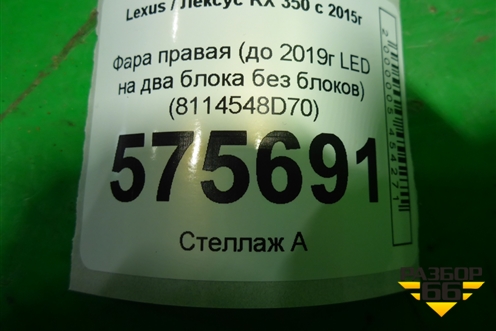 Lexus / Лексус RX 350 с 2015г
Фара правая (до 2019г LED
на два блока без блоков)
(8114548D70)
575691
Стеллаж А
РАЗБОР
66